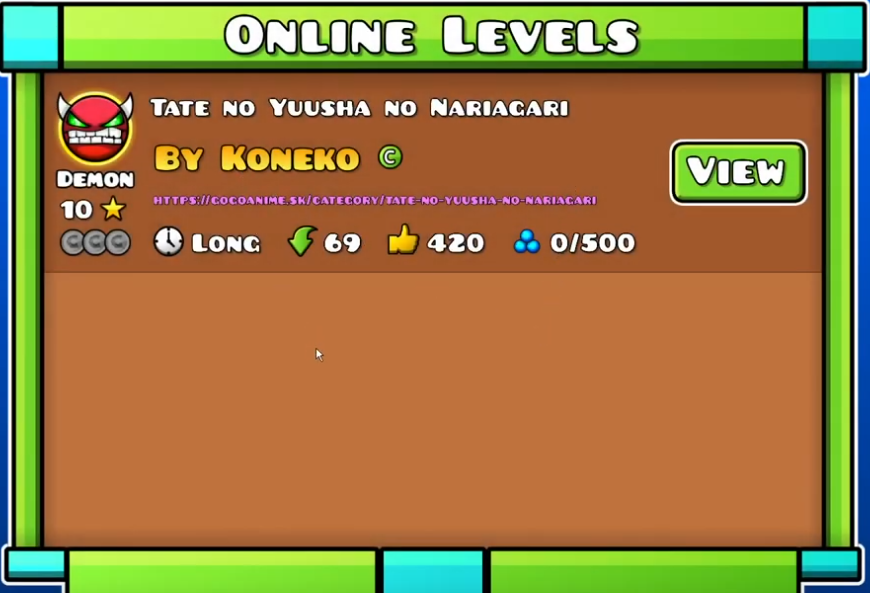 Online Levels
Tate no Yuusha no Nariagari
By Koneko ©
View
Demon
https://gogoanime.sk/category/tate-no-yuusha-no-nariagari
10
Long 69 420 0/500